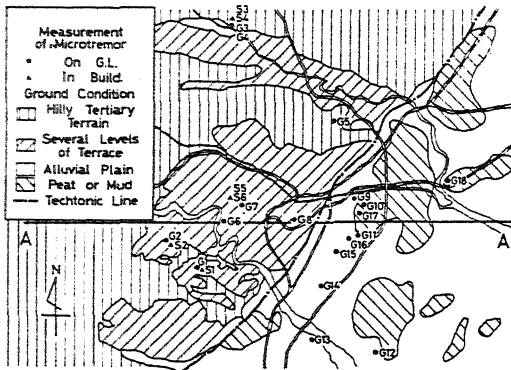 Measurement
of Microtremor
On G.L.
In Build.
Ground Condition
Hilly Tertiary
Terrain
Several Levels
of Terrace
Alluvial Plain
Peat or Mud
Techtonic Line
S3
S4
G3
G4
G5
G18
S5
S6
G7
G6
G8
G9
G10
G17
G11
G16
G15
G2
S2
G1
S1
G14
G13
G12
A
A
N